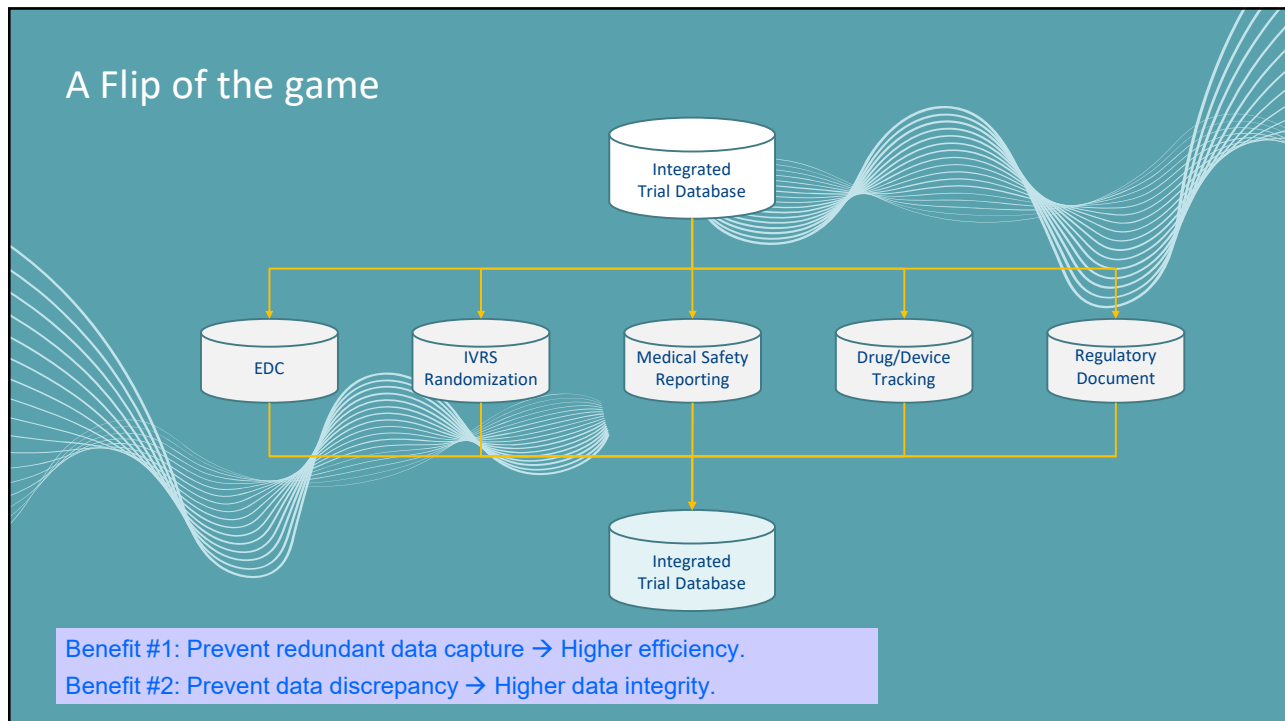 A Flip of the game
Integrated
Trial Database
EDC
IVRS
Randomization
Medical Safety
Reporting
Drug/Device
Tracking
Regulatory
Document
Integrated
Trial Database
Benefit #1: Prevent redundant data capture → Higher efficiency.
Benefit #2: Prevent data discrepancy → Higher data integrity.